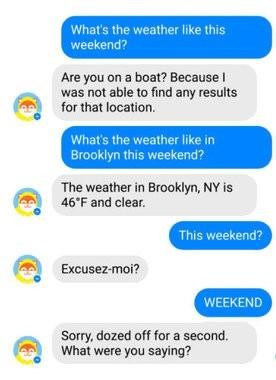 What's the weather like this
weekend?
Are you on a boat? Because I
was not able to find any results
for that location.
What's the weather like in
Brooklyn this weekend?
The weather in Brooklyn, NY is
46°F and clear.
This weekend?
Excusez-moi?
WEEKEND
Sorry, dozed off for a second.
What were you saying?